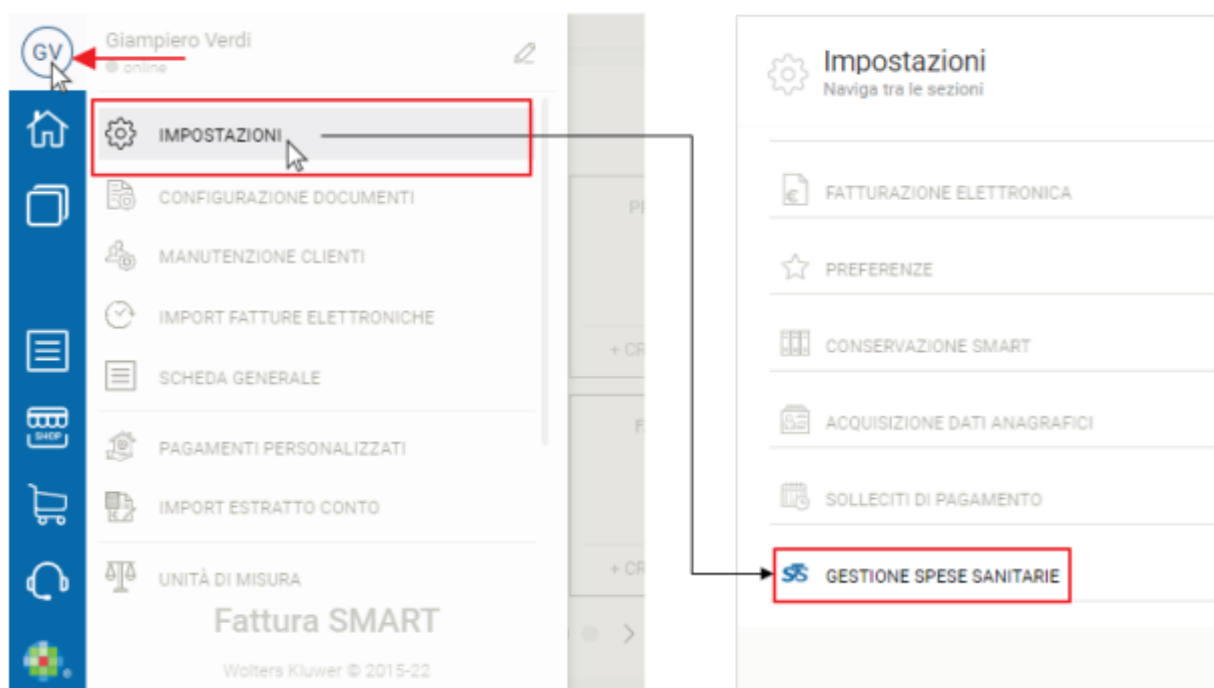 GV
Giampiero Verdi
online
IMPOSTAZIONI
CONFIGURAZIONE DOCUMENTI
MANUTENZIONE CLIENTI
IMPORT FATTURE ELETTRONICHE
SCHEDA GENERALE
PAGAMENTI PERSONALIZZATI
IMPORT ESTRATTO CONTO
UNITÀ DI MISURA
Fattura SMART
Wolters Kluwer © 2015-22
SHOP
+ CR
+ CR
Impostazioni
Naviga tra le sezioni
FATTURAZIONE ELETTRONICA
PREFERENZE
CONSERVAZIONE SMART
ACQUISIZIONE DATI ANAGRAFICI
SOLLECITI DI PAGAMENTO
GESTIONE SPESE SANITARIE